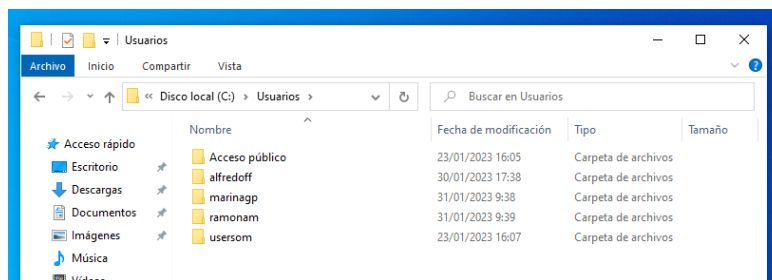 Usuarios
Archivo Inicio Compartir Vista
« Disco local (C:) › Usuarios › Buscar en Usuarios
Nombre Fecha de modificación Tipo Tamaño
Acceso rápido
Escritorio
Descargas
Documentos
Imágenes
Música
Vídeos
Acceso público 23/01/2023 16:05 Carpeta de archivos
alfredoff 30/01/2023 17:38 Carpeta de archivos
marinagp 31/01/2023 9:38 Carpeta de archivos
ramonam 31/01/2023 9:39 Carpeta de archivos
usersom 23/01/2023 16:07 Carpeta de archivos